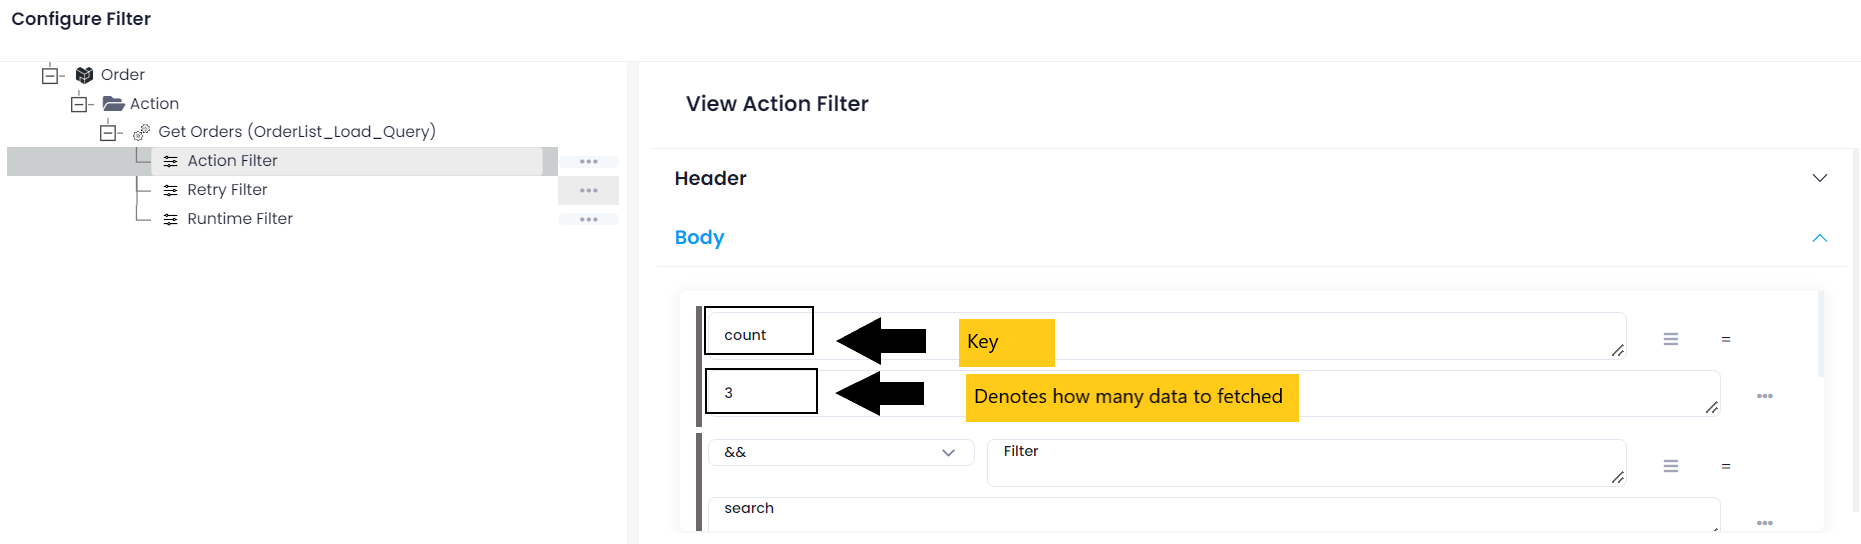 Configure Filter
Order
Action
Get Orders (OrderList_Load_Query)
Action Filter
Retry Filter
Runtime Filter
View Action Filter
Header
Body
count
Key
=
3
Denotes how many data to fetched
&&
Filter
=
search